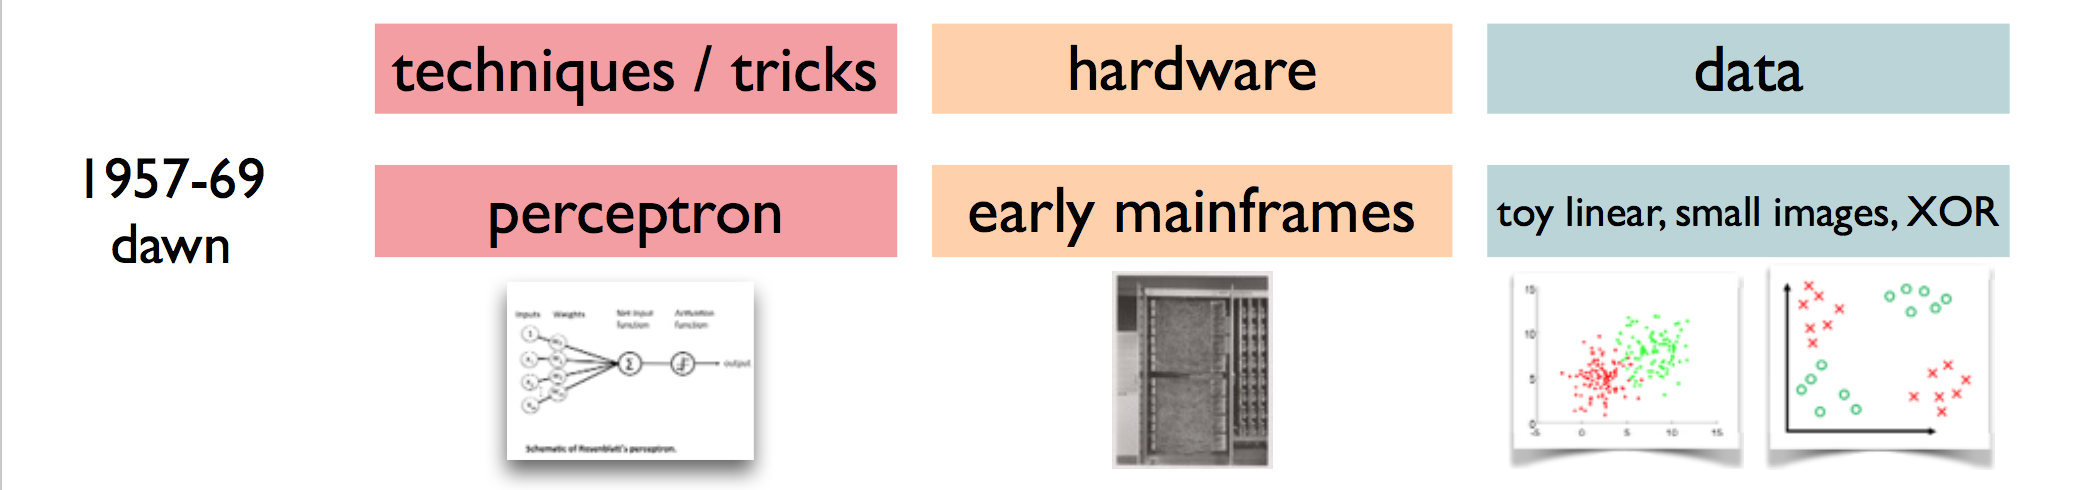 techniques / tricks
hardware
data
1957-69
dawn
perceptron
early mainframes
toy linear, small images, XOR
Inputs Weights Net input Activation
function function
1
Σ
output
Schematic of Rosenblatt's perceptron.
15
10
5
0
-5 0 5 10 15